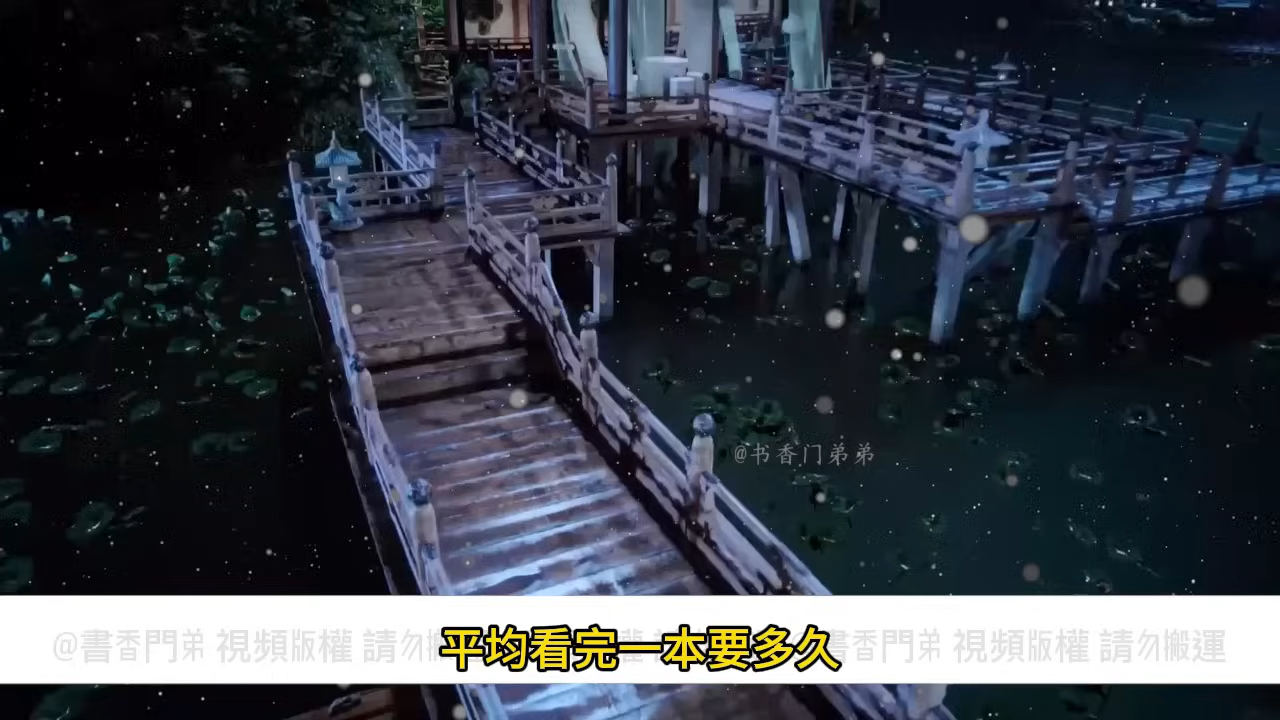 @书香门弟弟
@書香門弟 視頻版權 請勿搬
平均看完一本要多久
書香門弟 視頻版權 請勿搬運